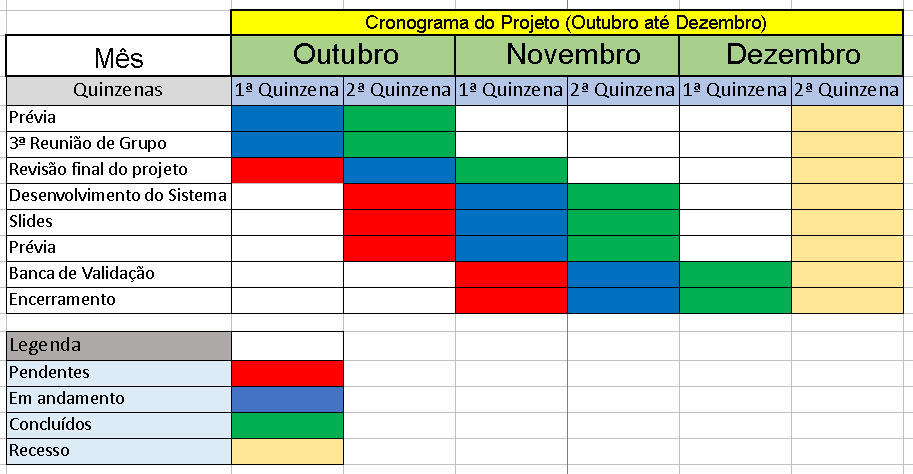 Cronograma do Projeto (Outubro até Dezembro)
Mês Outubro Novembro Dezembro
Quinzenas 1ª Quinzena 2ª Quinzena 1ª Quinzena 2ª Quinzena 1ª Quinzena 2ª Quinzena
Prévia
3ª Reunião de Grupo
Revisão final do projeto
Desenvolvimento do Sistema
Slides
Prévia
Banca de Validação
Encerramento
Legenda
Pendentes
Em andamento
Concluídos
Recesso